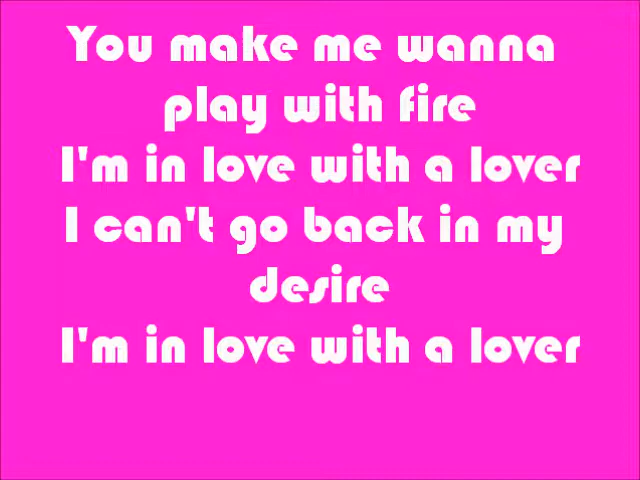 You make me wanna
play with fire
I'm in love with a lover
I can't go back in my
desire
I'm in love with a lover